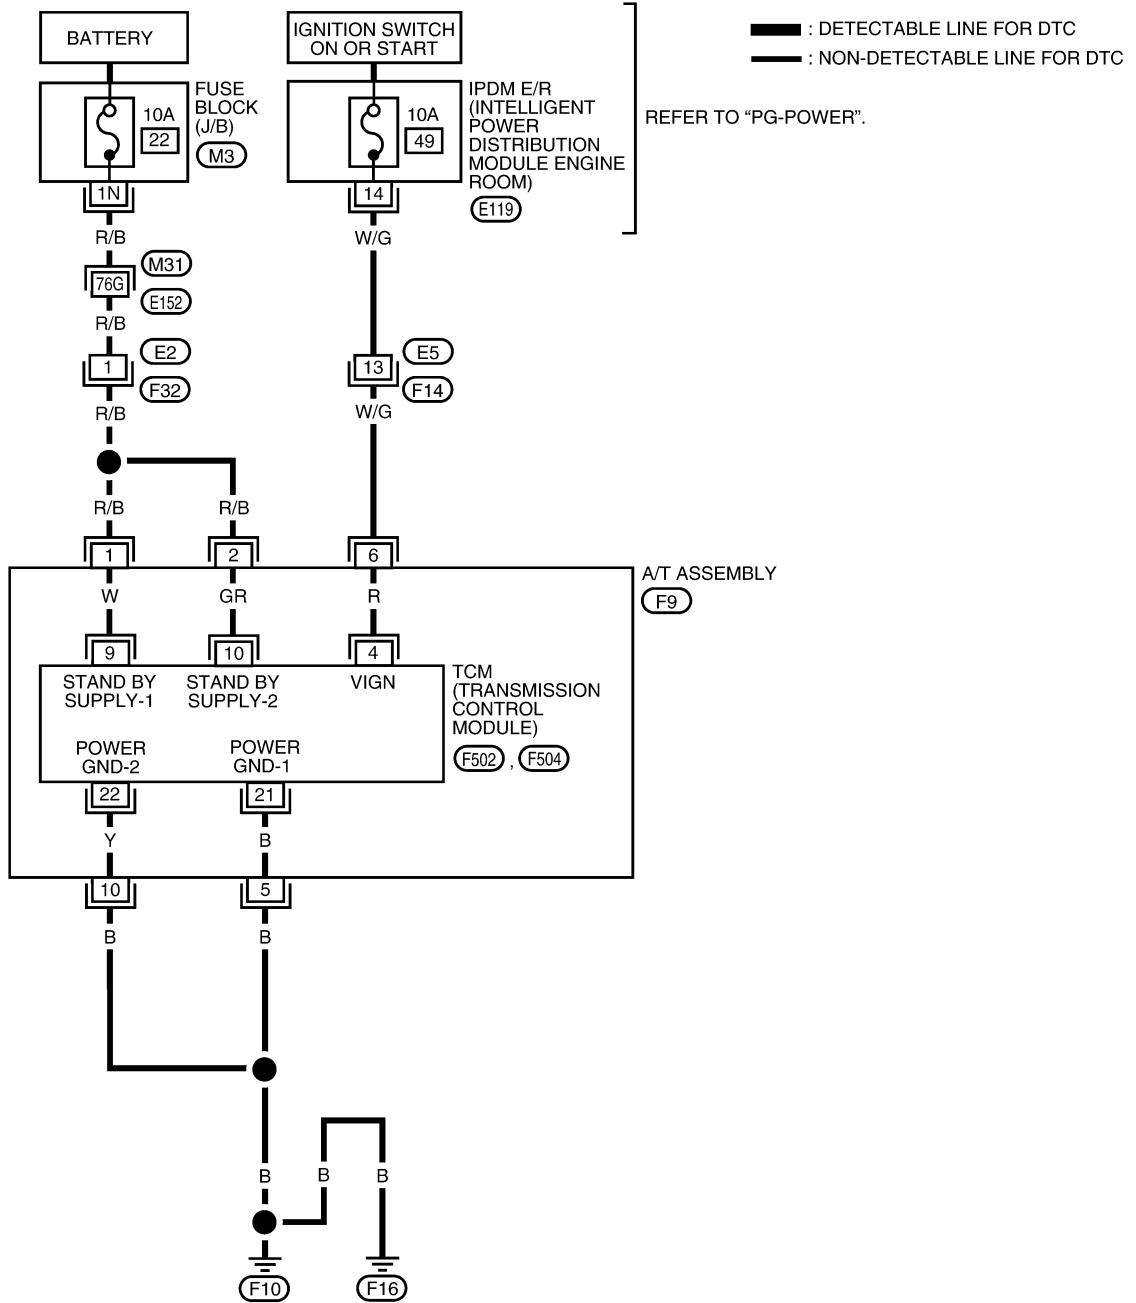 BATTERY
IGNITION SWITCH
ON OR START
: DETECTABLE LINE FOR DTC
: NON-DETECTABLE LINE FOR DTC
10A
22
FUSE
BLOCK
(J/B)
M3
10A
49
IPDM E/R
(INTELLIGENT
POWER
DISTRIBUTION
MODULE ENGINE
ROOM)
E119
REFER TO “PG-POWER”.
1N
14
R/B
W/G
76G
M31
E152
R/B
1
E2
F32
13
E5
F14
R/B
W/G
R/B
R/B
1
2
6
A/T ASSEMBLY
F9
W
GR
R
9
10
4
STAND BY
SUPPLY-1
STAND BY
SUPPLY-2
VIGN
TCM
(TRANSMISSION
CONTROL
MODULE)
F502 , F504
POWER
GND-2
POWER
GND-1
22
21
Y
B
10
5
B
B
B
B
B
F10
F16